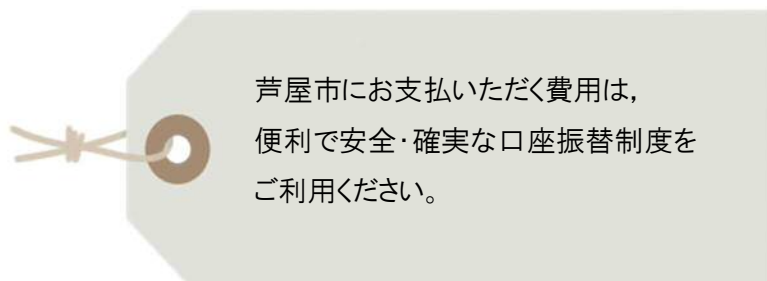 芦屋市にお支払いただく費用は，
便利で安全・確実な口座振替制度を
ご利用ください。